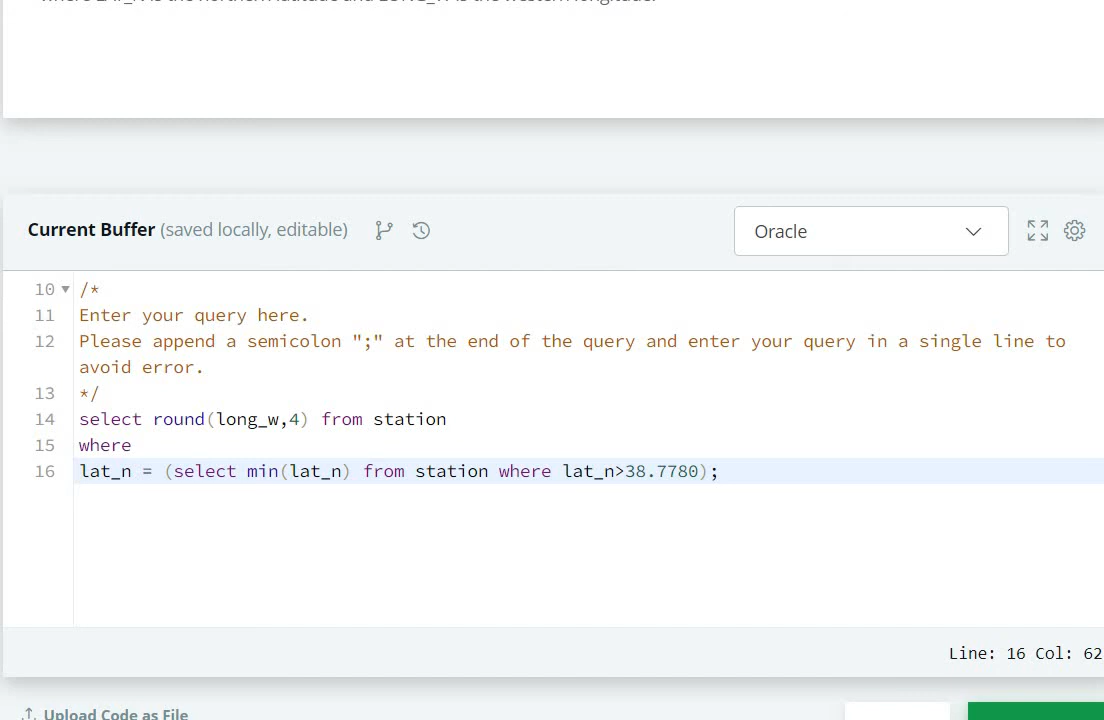 Current Buffer (saved locally, editable)
Oracle
10 /*
11 Enter your query here.
12 Please append a semicolon ";" at the end of the query and enter your query in a single line to
avoid error.
13 */
14 select round(long_w,4) from station
15 where
16 lat_n = (select min(lat_n) from station where lat_n>38.7780);
Line: 16 Col: 62
Upload Code as File